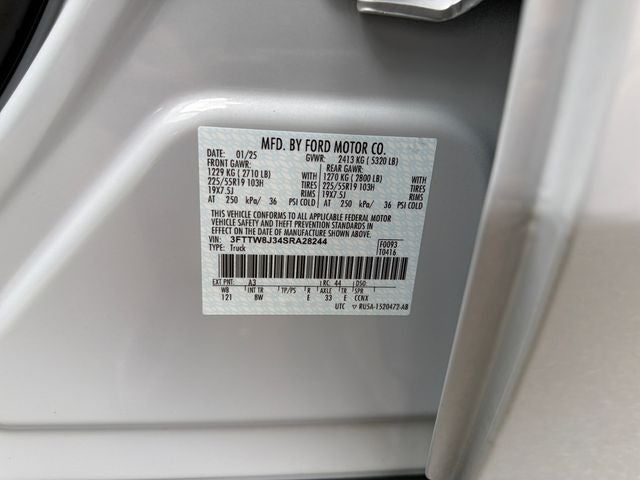 MFD. BY FORD MOTOR CO.
DATE: 01/25 GVWR: 2413 KG ( 5320 LB)
FRONT GAWR: REAR GAWR:
1229 KG ( 2710 LB) WITH 1270 KG ( 2800 LB) WITH
225/55R19 103H TIRES 225/55R19 103H TIRES
19X7.5J RIMS 19X7.5J RIMS
AT 250 kPa/ 36 PSI COLD AT 250 kPa/ 36 PSI COLD
THIS VEHICLE CONFORMS TO ALL APPLICABLE FEDERAL MOTOR
VEHICLE SAFETY AND THEFT PREVENTION STANDARDS IN
EFFECT ON THE DATE OF MANUFACTURE SHOWN ABOVE.
VIN: 3FTTW8J34SRA28244 F0093
TYPE: Truck T0416
EXT PNT: A3 RC: 44 DSO:
WB INT TR TP/PS R AXLE TR SPR
121 BW E 33 E CCNX
UTC ▽ RU5A-1520472-AB